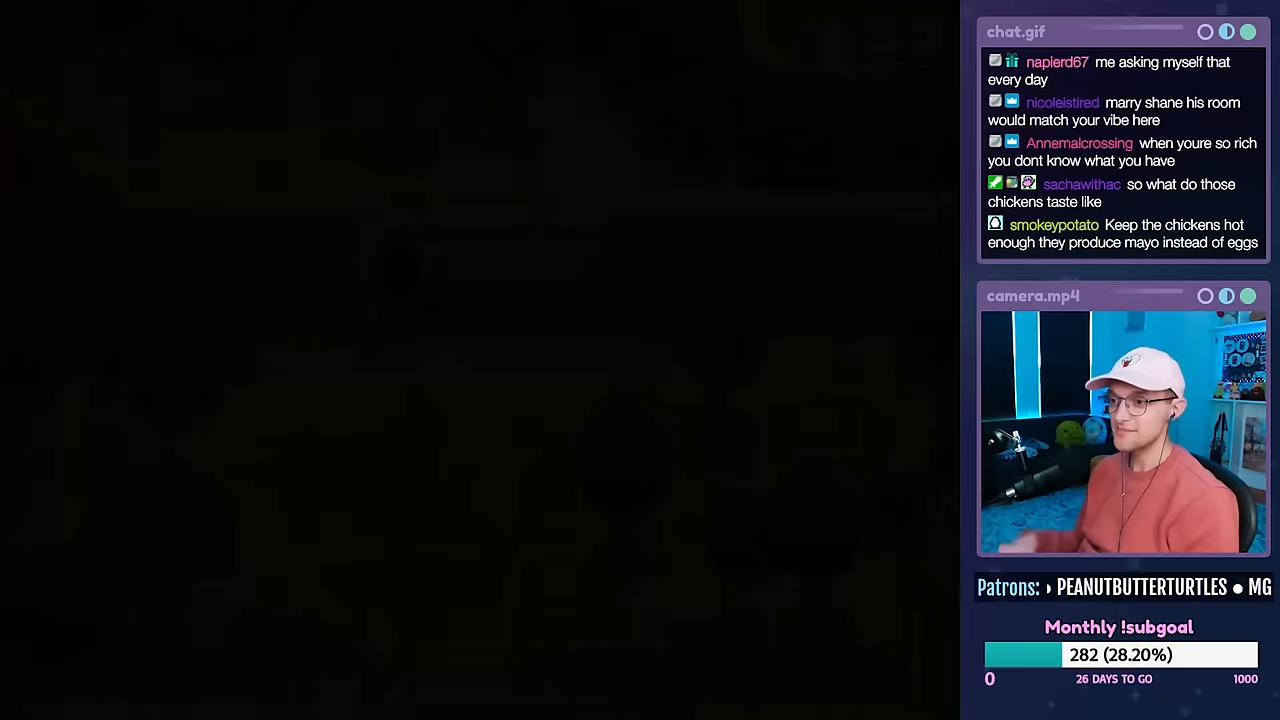 chat.gif
napierd67 me asking myself that
every day
nicoleistired marry shane his room
would match your vibe here
Annemalcrossing when youre so rich
you dont know what you have
sachawithac so what do those
chickens taste like
smokeypotato Keep the chickens hot
enough they produce mayo instead of eggs
camera.mp4
Patrons: PEANUTBUTTERTURTLES ● MG
Monthly !subgoal
282 (28.20%)
0 26 DAYS TO GO 1000